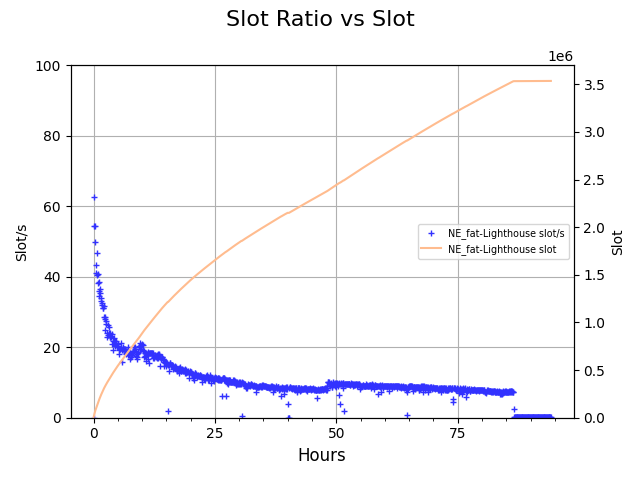 Slot Ratio vs Slot
1e6
100
80
60
40
20
0
Slot/s
3.5
3.0
2.5
2.0
1.5
1.0
0.5
0.0
Slot
NE_fat-Lighthouse slot/s
NE_fat-Lighthouse slot
0
25
50
75
Hours